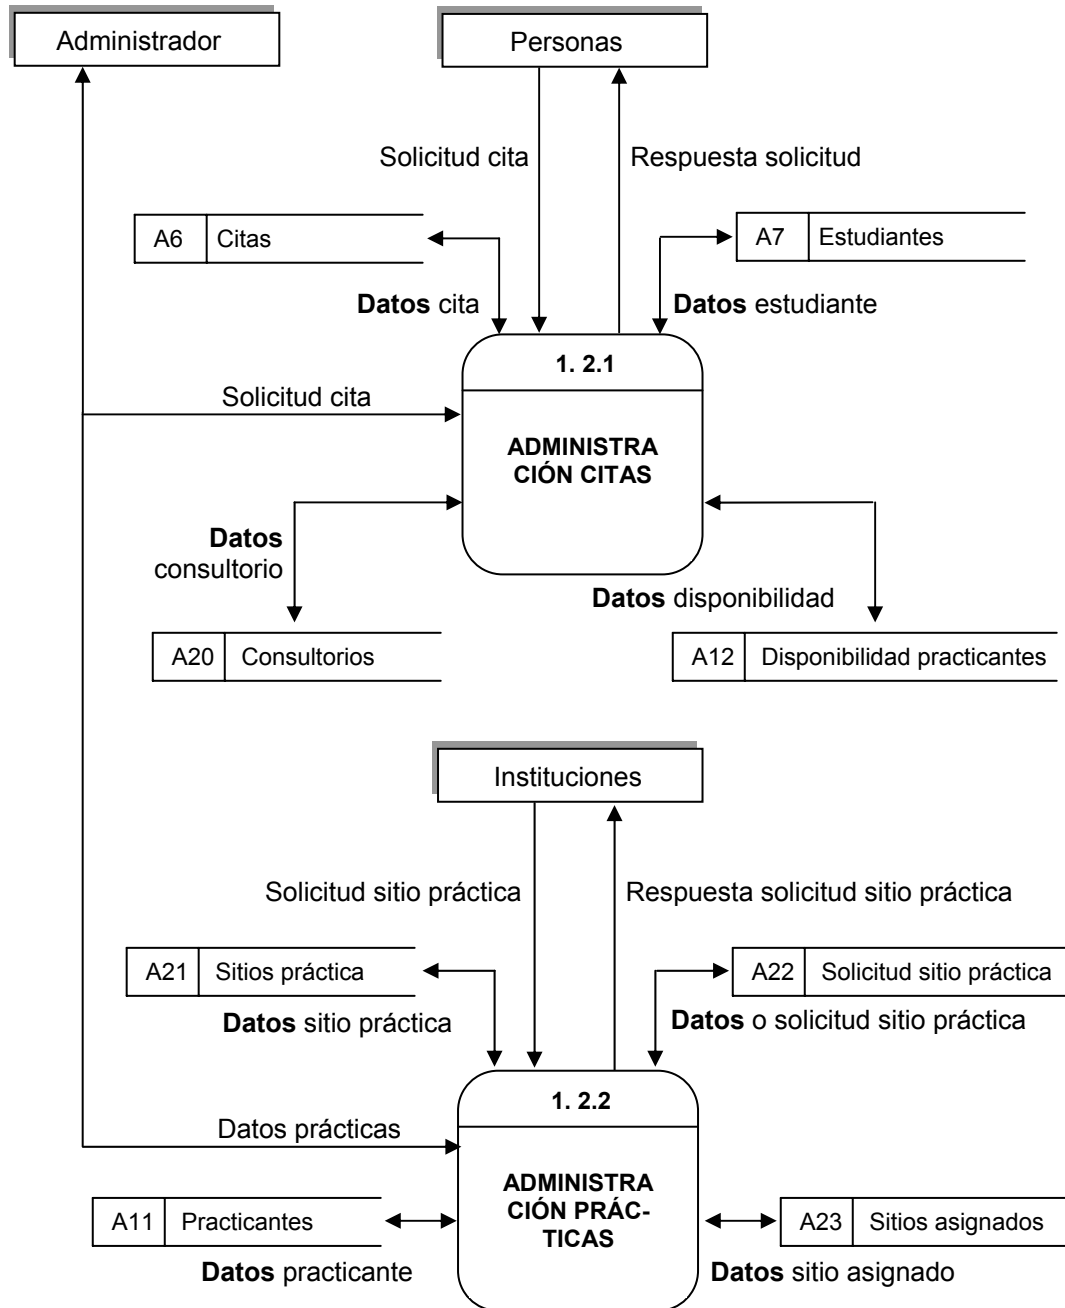 Administrador
Personas
Solicitud cita
Respuesta solicitud
A6 Citas
A7 Estudiantes
Datos cita
Datos estudiante
1. 2.1
Solicitud cita
ADMINISTRA
CIÓN CITAS
Datos
consultorio
Datos disponibilidad
A20 Consultorios
A12 Disponibilidad practicantes
Instituciones
Solicitud sitio práctica
Respuesta solicitud sitio práctica
A21 Sitios práctica
A22 Solicitud sitio práctica
Datos sitio práctica
Datos o solicitud sitio práctica
1. 2.2
Datos prácticas
ADMINISTRA
CIÓN PRÁC-
TICAS
A11 Practicantes
A23 Sitios asignados
Datos practicante
Datos sitio asignado